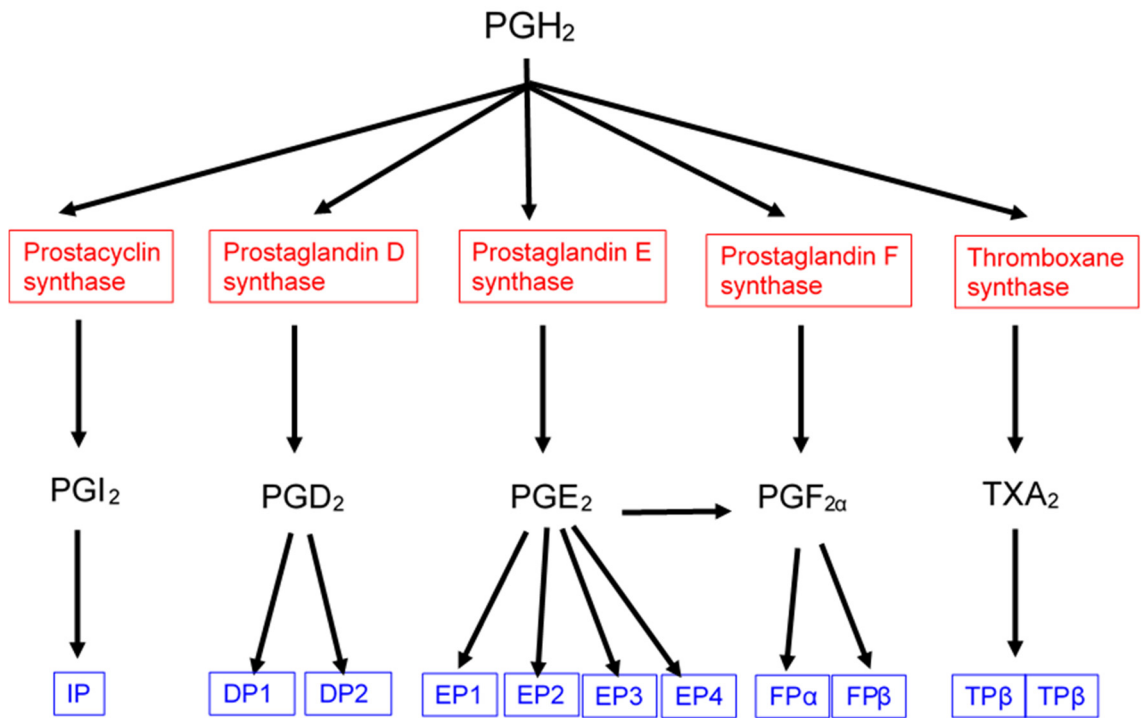 PGH₂
Prostacyclin
synthase
Prostaglandin D
synthase
Prostaglandin E
synthase
Prostaglandin F
synthase
Thromboxane
synthase
PGI₂
PGD₂
PGE₂
PGF₂α
TXA₂
IP
DP1
DP2
EP1
EP2
EP3
EP4
FPα
FPβ
TPβ
TPβ